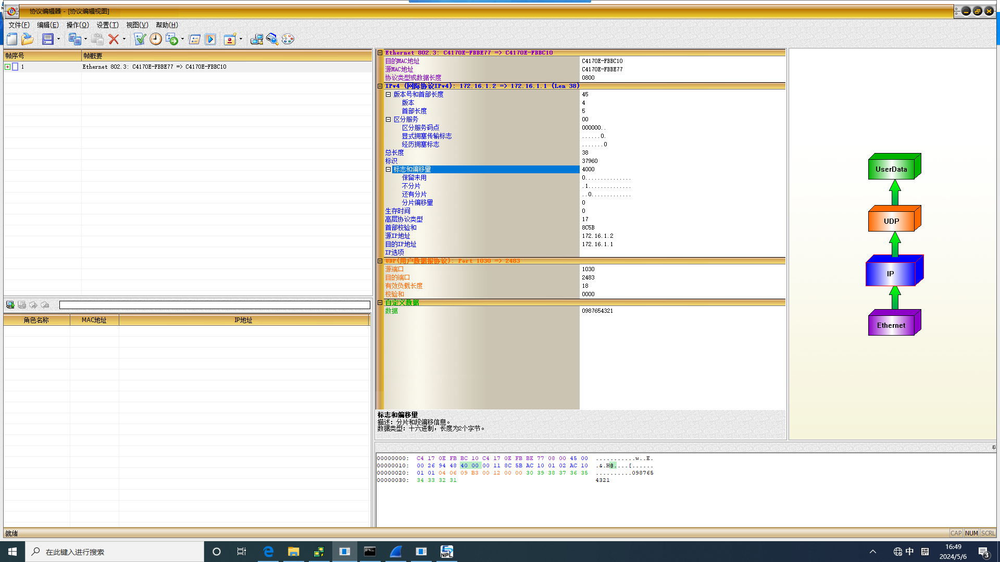 协议编辑器 - [协议编辑视图]
文件(F) 编辑(E) 操作(O) 设置(T) 视图(V) 帮助(H)
帧序号 帧概要
1 Ethernet 802.3: C4170E-FBBE77 => C4170E-FBBC10
角色名称 MAC地址 IP地址
Ethernet 802.3: C4170E-FBBE77 => C4170E-FBBC10
目的MAC地址 C4170E-FBBC10
源MAC地址 C4170E-FBBE77
协议类型或数据长度 0800
IPv4 (网际协议IPv4): 172.16.1.2 => 172.16.1.1 (Len 38)
版本号和首部长度 45
版本 4
首部长度 5
区分服务 00
区分服务码点 000000..
显式拥塞传输标志 ......0.
经历拥塞标志 .......0
总长度 38
标识 37960
标志和偏移量 4000
保留未用 0...............
不分片 .1..............
还有分片 ..0.............
分片偏移量 0
生存时间 0
高层协议类型 17
首部校验和 8C5B
源IP地址 172.16.1.2
目的IP地址 172.16.1.1
IP选项
UDP(用户数据报协议): Port 1030 => 2483
源端口 1030
目的端口 2483
有效负载长度 18
校验和 0000
自定义数据
数据 0987654321
标志和偏移量
描述: 分片和段偏移信息。
数据类型: 十六进制, 长度为2个字节。
UserData
UDP
IP
Ethernet
00000000: C4 17 0E FB BC 10 C4 17 0E FB BE 77 08 00 45 00 ...........w..E.
00000010: 00 26 94 48 40 00 00 11 8C 5B AC 10 01 02 AC 10 .&.H@....[......
00000020: 01 01 04 06 09 B3 00 12 00 00 30 39 38 37 36 35 ..........098765
00000030: 34 33 32 31 4321
就绪 CAP NUM SCRL
在此键入进行搜索
NPL
中
拼
16:49
2024/5/6
3